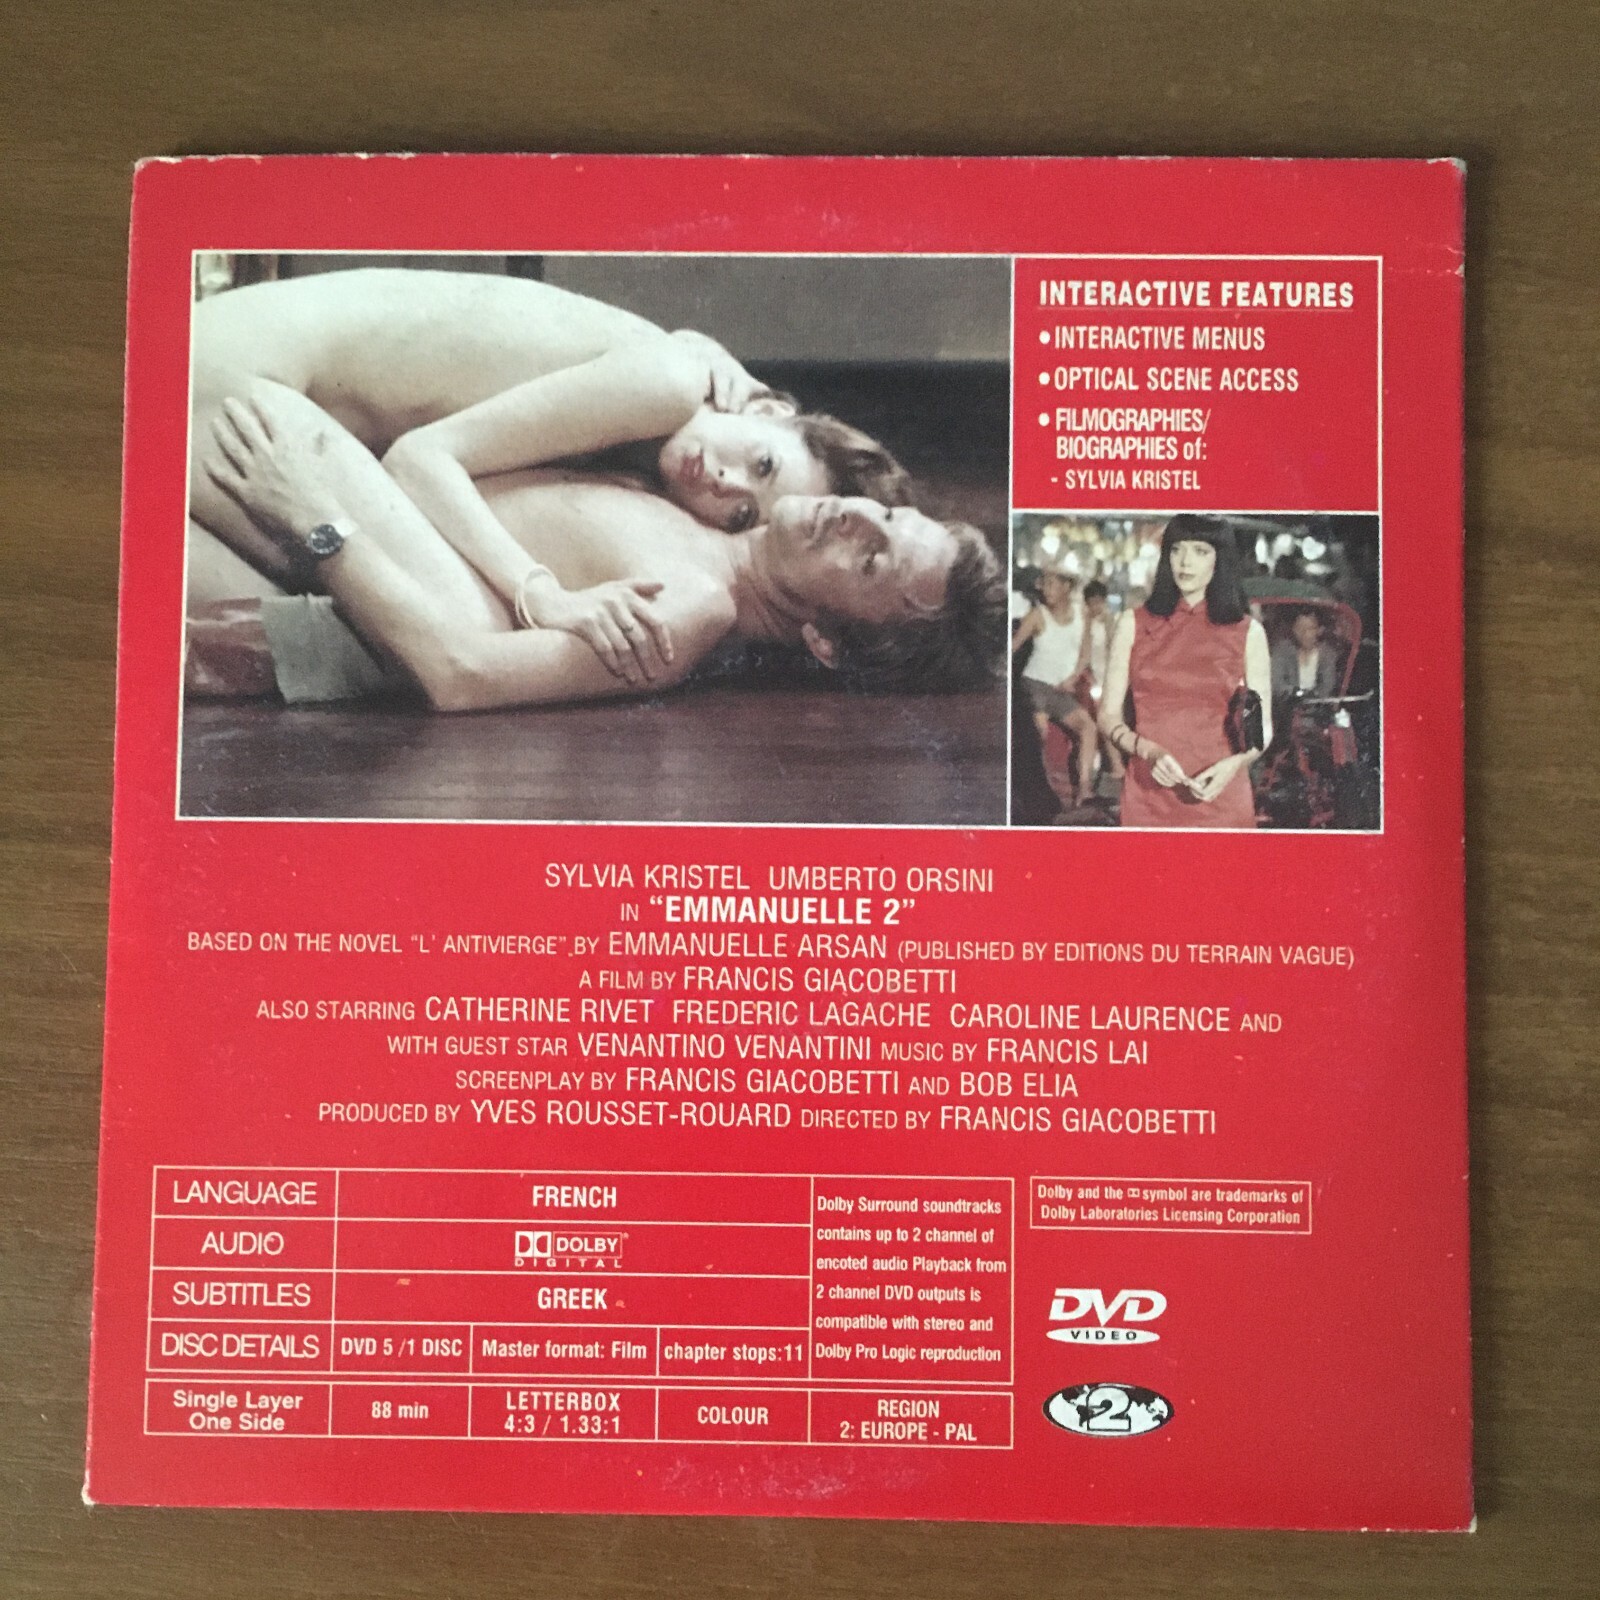 INTERACTIVE FEATURES
•INTERACTIVE MENUS
•OPTICAL SCENE ACCESS
• FILMOGRAPHIES/
BIOGRAPHIES of:
- SYLVIA KRISTEL
SYLVIA KRISTEL UMBERTO ORSINI
IN “EMMANUELLE 2”
BASED ON THE NOVEL "L' ANTIVIERGE".BY EMMANUELLE ARSAN (PUBLISHED BY EDITIONS DU TERRAIN VAGUE)
A FILM BY FRANCIS GIACOBETTI
ALSO STARRING CATHERINE RIVET FREDERIC LAGACHE CAROLINE LAURENCE AND
WITH GUEST STAR VENANTINO VENANTINI MUSIC BY FRANCIS LAI
SCREENPLAY BY FRANCIS GIACOBETTI AND BOB ELIA
PRODUCED BY YVES ROUSSET-ROUARD DIRECTED BY FRANCIS GIACOBETTI
LANGUAGE FRENCH
AUDIO DOLBY
DIGITAL
SUBTITLES GREEK
DISC DETAILS DVD 5 /1 DISC Master format: Film chapter stops:11
Dolby Surround soundtracks
contains up to 2 channel of
encoted audio Playback from
2 channel DVD outputs is
compatible with stereo and
Dolby Pro Logic reproduction
Single Layer
One Side
88 min
LETTERBOX
4:3 / 1.33:1
COLOUR
REGION
2: EUROPE - PAL
Dolby and the symbol are trademarks of
Dolby Laboratories Licensing Corporation
DVD
VIDEO
2